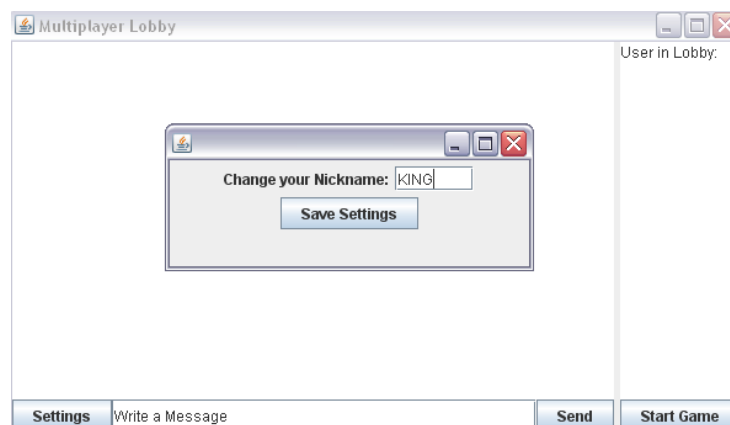 Multiplayer Lobby
User in Lobby:
Change your Nickname: KING
Save Settings
Settings Write a Message Send Start Game